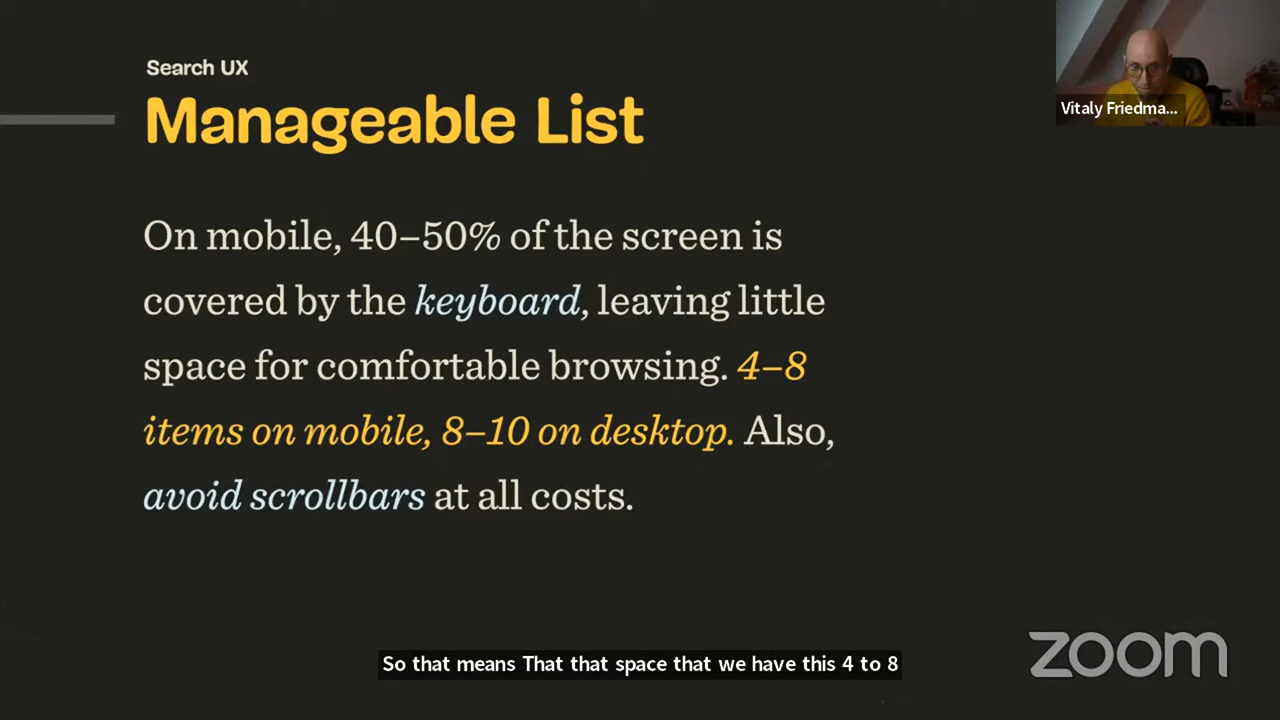 Search UX
Manageable List
On mobile, 40–50% of the screen is
covered by the keyboard, leaving little
space for comfortable browsing. 4–8
items on mobile, 8–10 on desktop. Also,
avoid scrollbars at all costs.
Vitaly Friedma...
So that means That that space that we have this 4 to 8
zoom